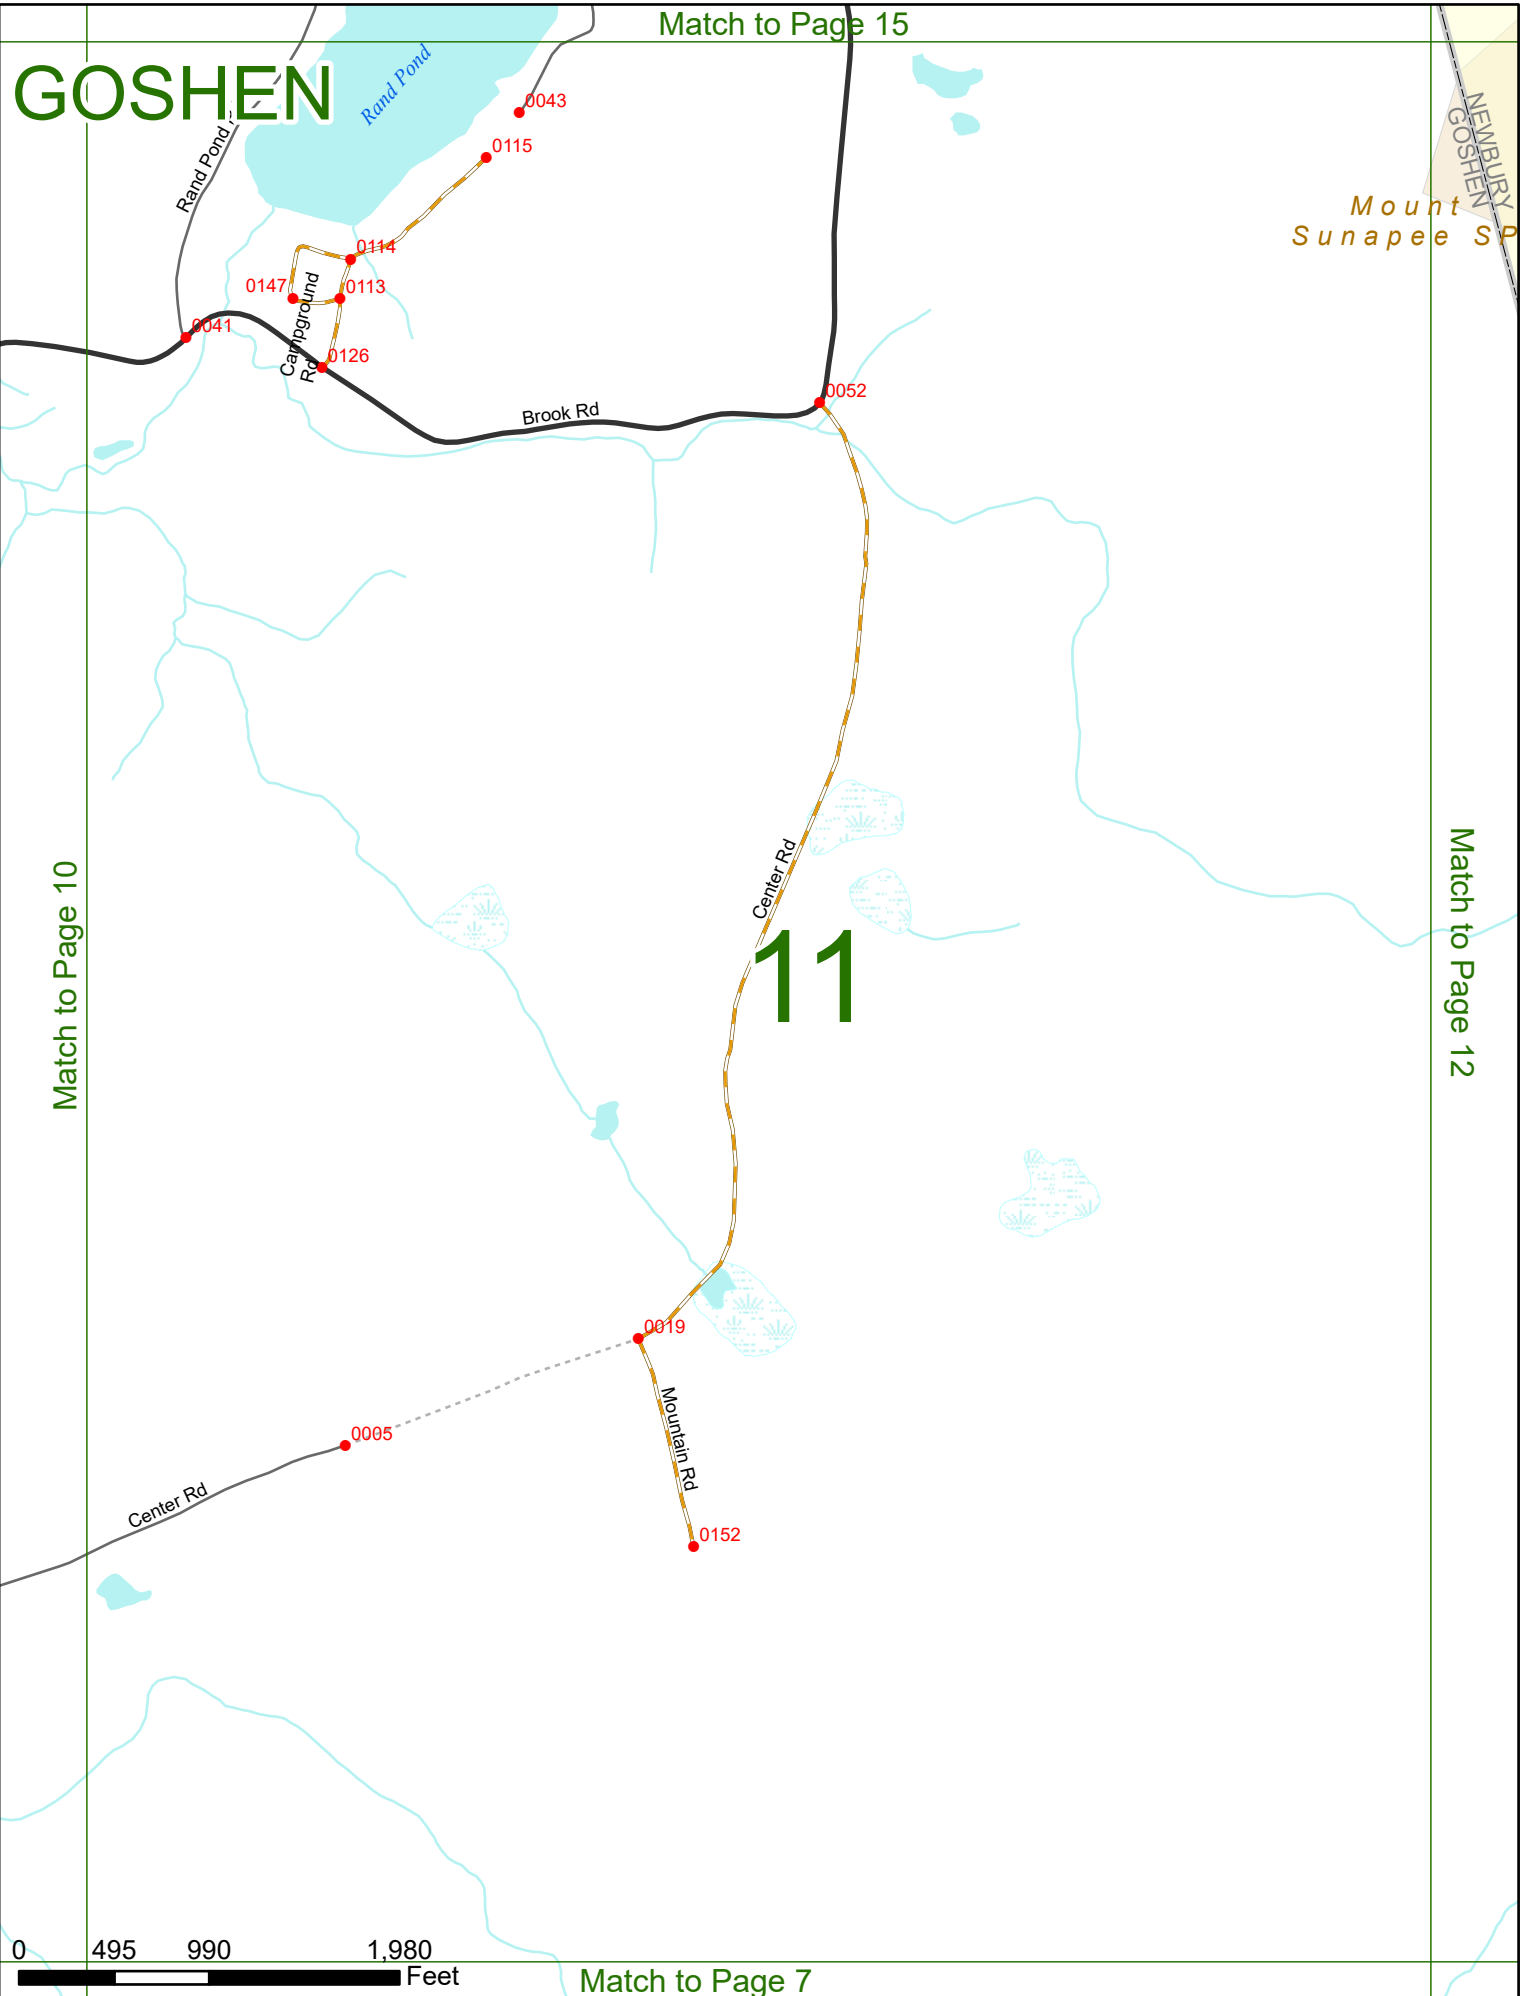 Match to Page 15
GOSHEN
Rand Pond
Rand Pond
0043
0115
NEWBURY
GOSHEN
Mount
Sunapee SP
0114
0147
0113
Campground
Rd
0041
0126
0052
Brook Rd
Center Rd
11
Match to Page 10
Match to Page 12
0019
Mountain Rd
0005
Center Rd
0152
0 495 990 1,980
Feet
Match to Page 7